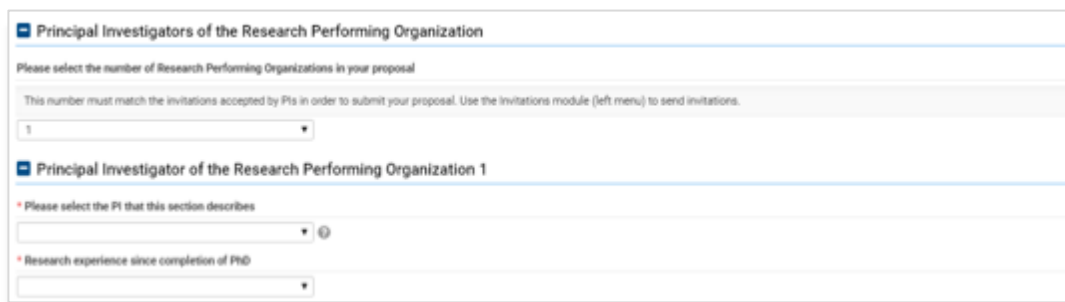 Principal Investigators of the Research Performing Organization
Please select the number of Research Performing Organizations in your proposal
This number must match the invitations accepted by PIs in order to submit your proposal. Use the Invitations module (left menu) to send invitations.
1
Principal Investigator of the Research Performing Organization 1
* Please select the PI that this section describes
* Research experience since completion of PhD